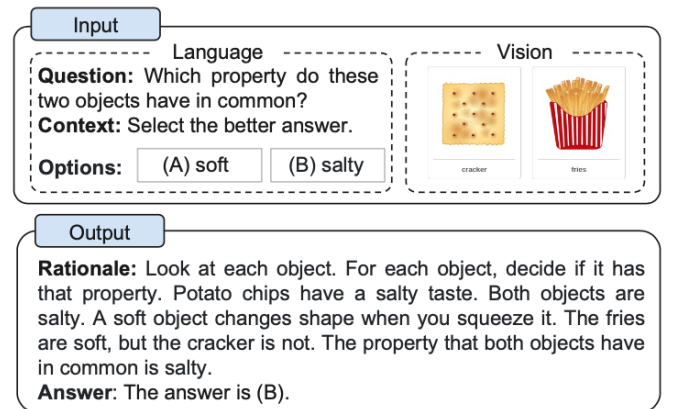 Input
Language
Vision
Question: Which property do these
two objects have in common?
Context: Select the better answer.
Options: (A) soft (B) salty
cracker
fries
Output
Rationale: Look at each object. For each object, decide if it has
that property. Potato chips have a salty taste. Both objects are
salty. A soft object changes shape when you squeeze it. The fries
are soft, but the cracker is not. The property that both objects have
in common is salty.
Answer: The answer is (B).